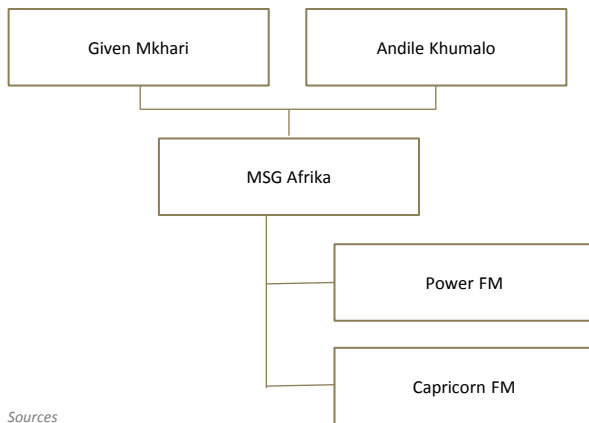 Given Mkhari
Andile Khumalo
MSG Afrika
Power FM
Capricorn FM
Sources